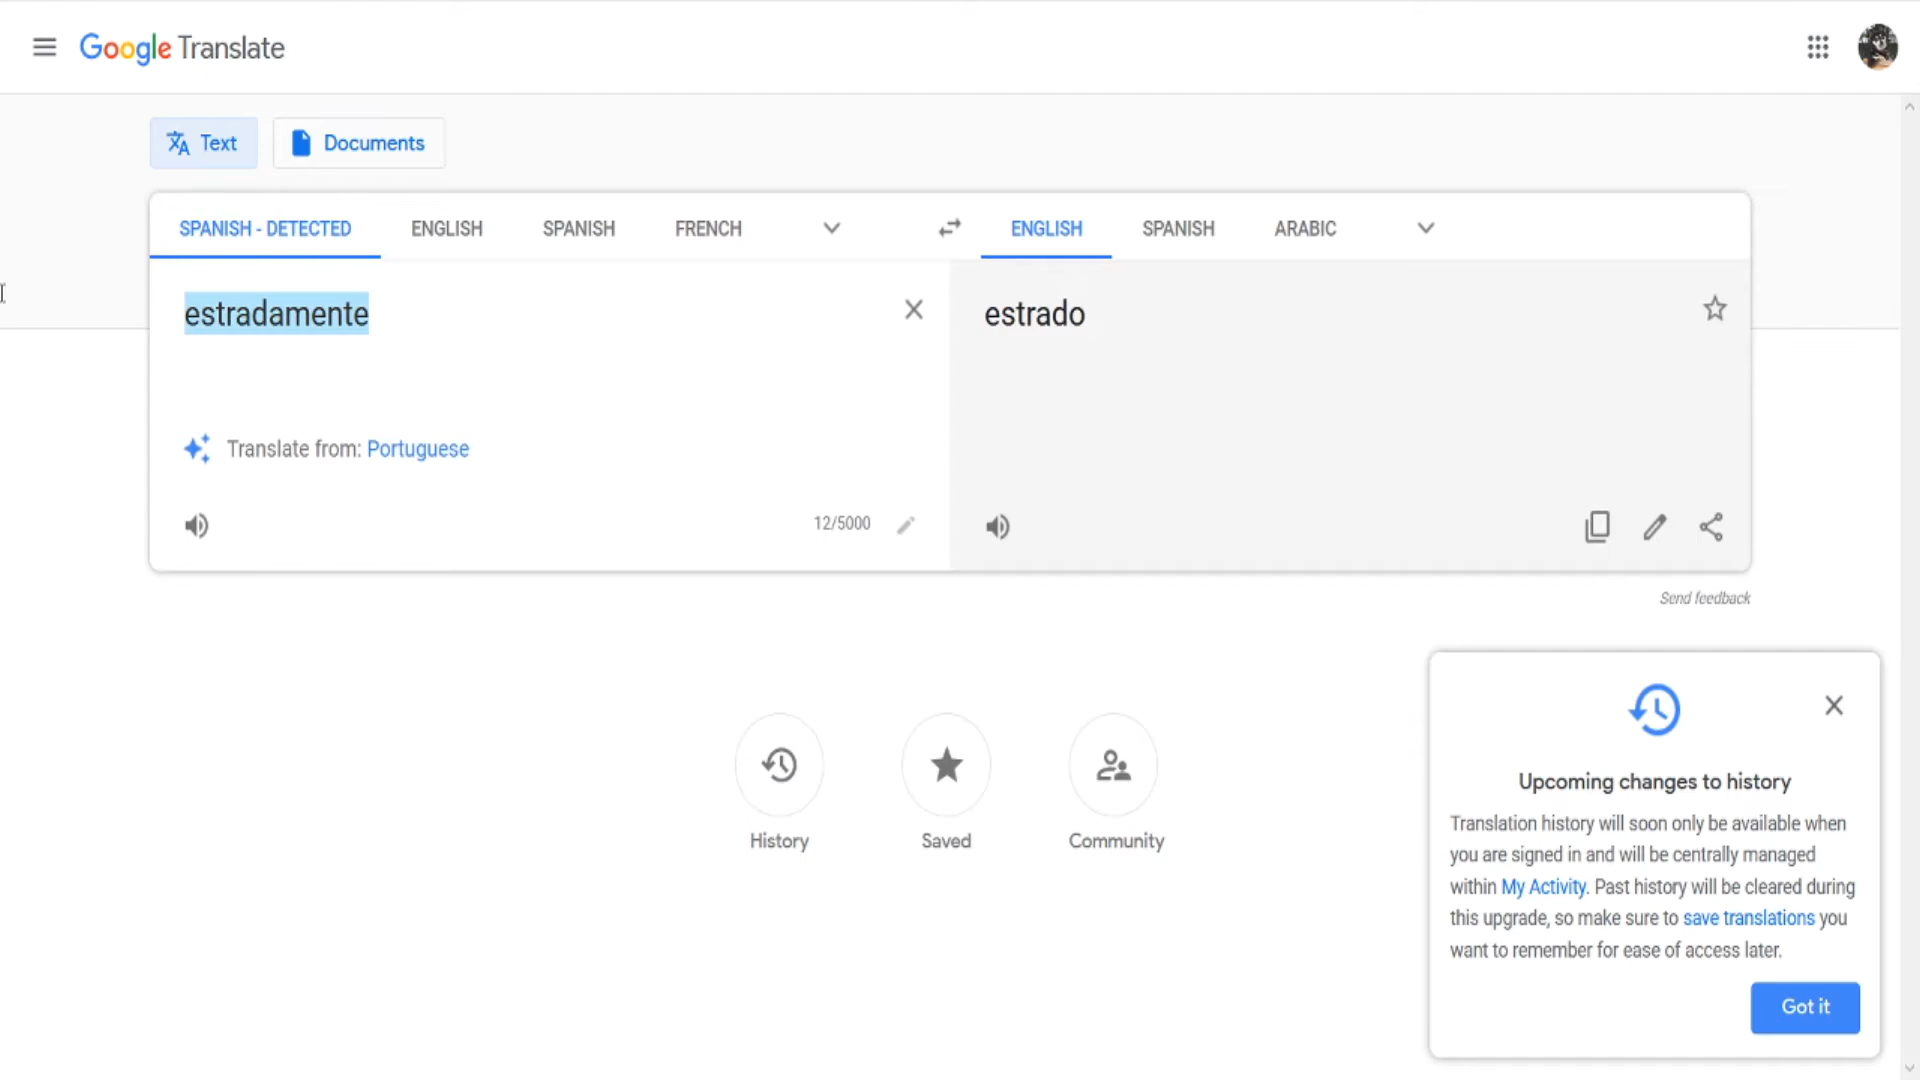 Google Translate
Text
Documents
SPANISH - DETECTED
ENGLISH
SPANISH
FRENCH
ENGLISH
SPANISH
ARABIC
estradamente
estrado
Translate from: Portuguese
12/5000
Send feedback
History
Saved
Community
Upcoming changes to history
Translation history will soon only be available when
you are signed in and will be centrally managed
within My Activity. Past history will be cleared during
this upgrade, so make sure to save translations you
want to remember for ease of access later.
Got it